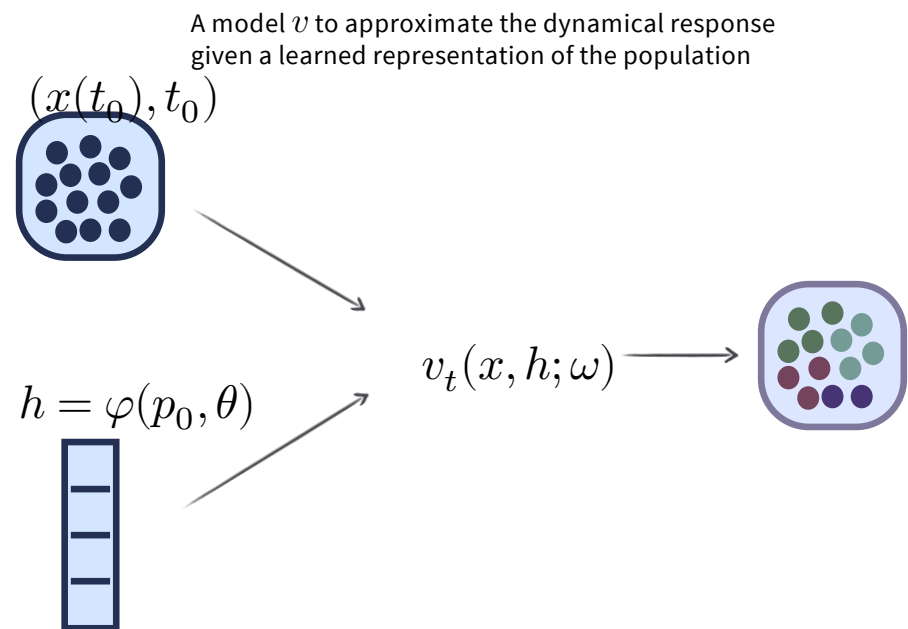 A model v to approximate the dynamical response
given a learned representation of the population
(x(t₀), t₀)
vₜ(x, h; ω)
h = φ(p₀, θ)